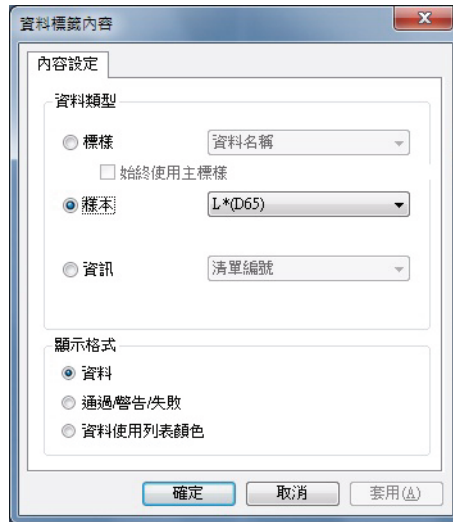 資料標籤內容
內容設定
資料類型
標樣
資料名稱
始終使用主標樣
樣本
L*(D65)
資訊
清單編號
顯示格式
資料
通過/警告/失敗
資料使用列表顏色
確定
取消
套用(A)